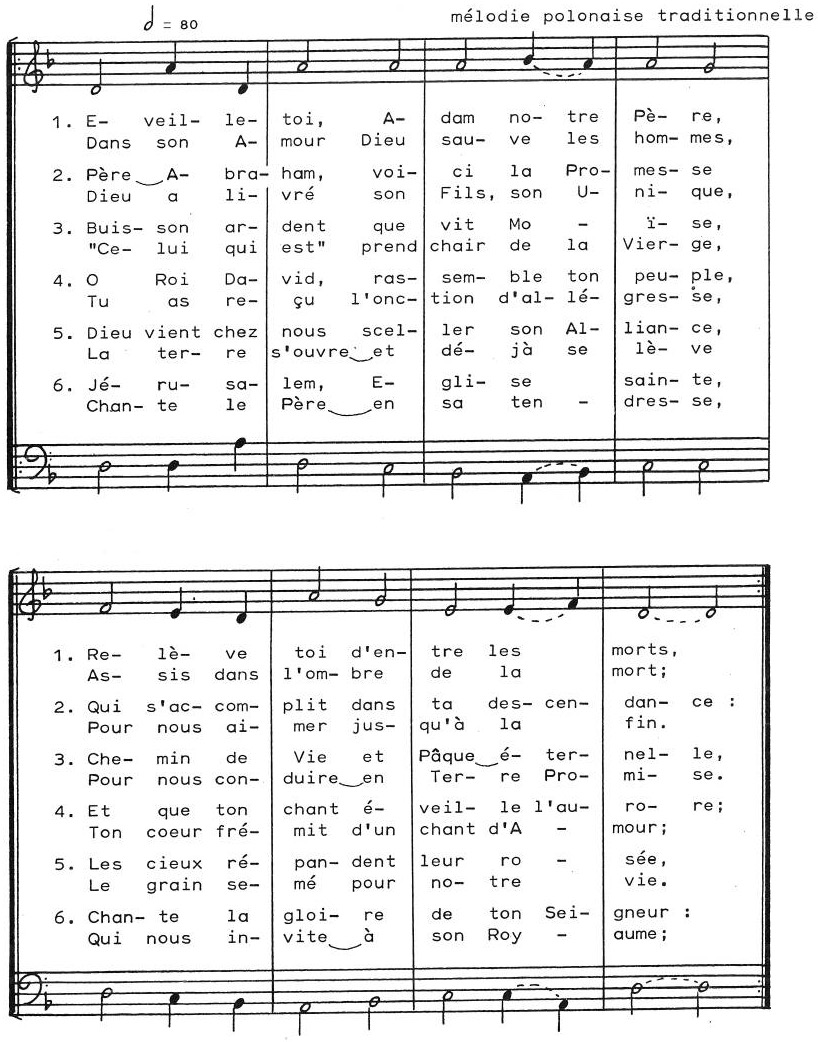 = 80
mélodie polonaise traditionnelle
1. E- veil- le- toi, A- dam no- tre Pè- re,
Dans son A- mour Dieu sau- ve les hom- mes,
2. Père A- bra- ham, voi- ci la Pro- mes- se
Dieu a li- vré son Fils, son U- ni- que,
3. Buis- son ar- dent que vit Mo - ï- se,
"Ce- lui qui est" prend chair de la Vier- ge,
4. O Roi Da- vid, ras- sem- ble ton peu- ple,
Tu as re- çu l'onc- tion d'al- lé- gres- se,
5. Dieu vient chez nous scel- ler son Al- lian- ce,
La ter- re s'ouvre et dé- jà se lè- ve
6. Jé- ru- sa- lem, E- gli- se sain- te,
Chan- te le Père en sa ten - dres- se,
1. Re- lè- ve toi d'en- tre les morts,
As- sis dans l'om- bre de la mort;
2. Qui s'ac- com- plit dans ta des- cen- dan- ce :
Pour nous ai- mer jus- qu'à la fin.
3. Che- min de Vie et Pâque é- ter- nel- le,
Pour nous con- duire en Ter- re Pro- mi- se.
4. Et que ton chant é- veil- le l'au- ro- re;
Ton coeur fré- mit d'un chant d'A - mour;
5. Les cieux ré- pan- dent leur ro - sée,
Le grain se- mé pour no- tre vie.
6. Chan- te la gloi- re de ton Sei- gneur :
Qui nous in- vite à son Roy - aume;